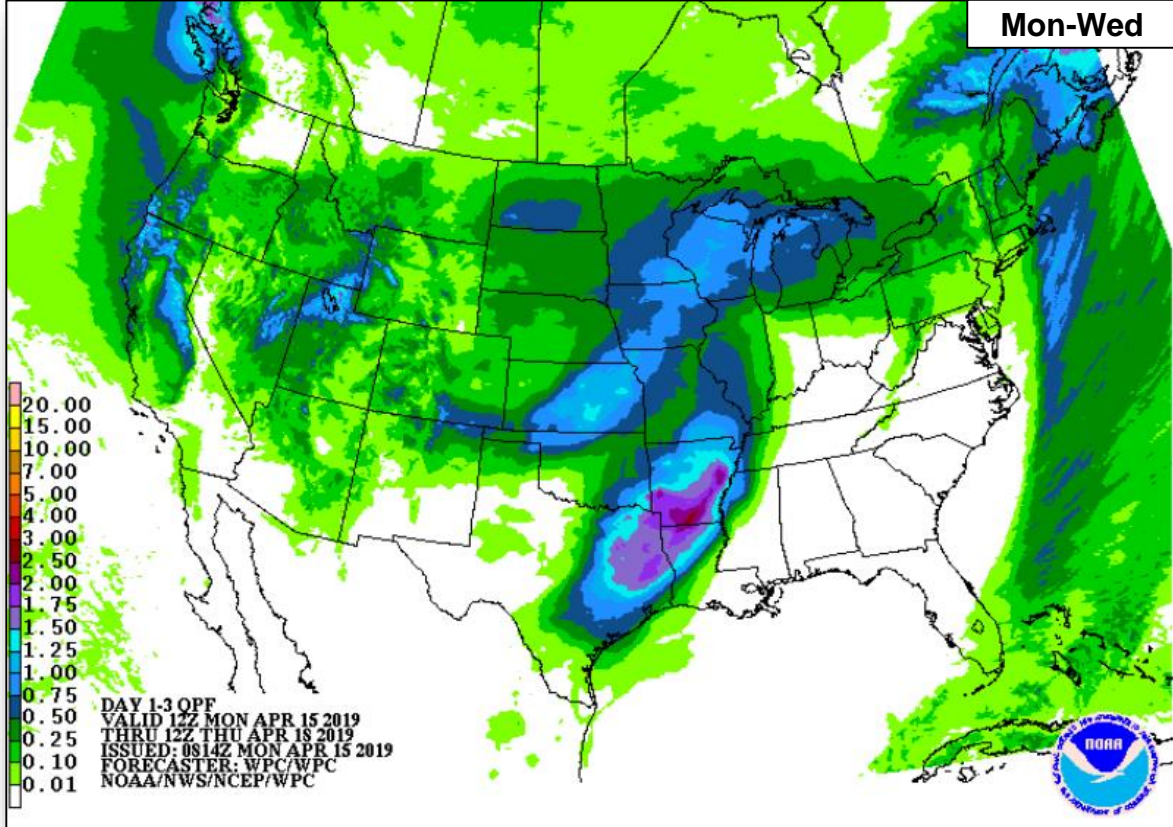 Mon-Wed
20.00
15.00
10.00
7.00
5.00
4.00
3.00
2.50
2.00
1.75
1.50
1.25
1.00
0.75
0.50
0.25
0.10
0.01
DAY 1-3 QPF
VALID 12Z MON APR 15 2019
THRU 12Z THU APR 18 2019
ISSUED: 0814Z MON APR 15 2019
FORECASTER: WPC/WPC
NOAA/NWS/NCEP/WPC
NOAA